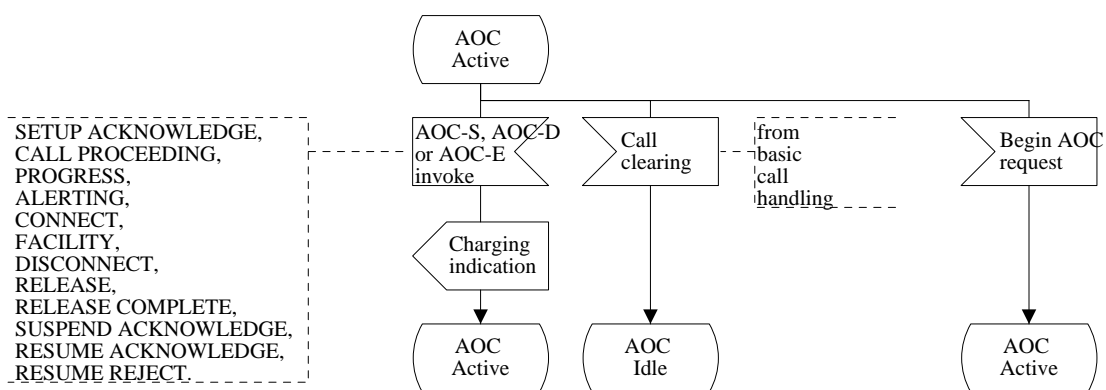 AOC
Active
SETUP ACKNOWLEDGE,
CALL PROCEEDING,
PROGRESS,
ALERTING,
CONNECT,
FACILITY,
DISCONNECT,
RELEASE,
RELEASE COMPLETE,
SUSPEND ACKNOWLEDGE,
RESUME ACKNOWLEDGE,
RESUME REJECT.
AOC-S, AOC-D
or AOC-E
invoke
Call
clearing
from
basic
call
handling
Begin AOC
request
Charging
indication
AOC
Active
AOC
Idle
AOC
Active